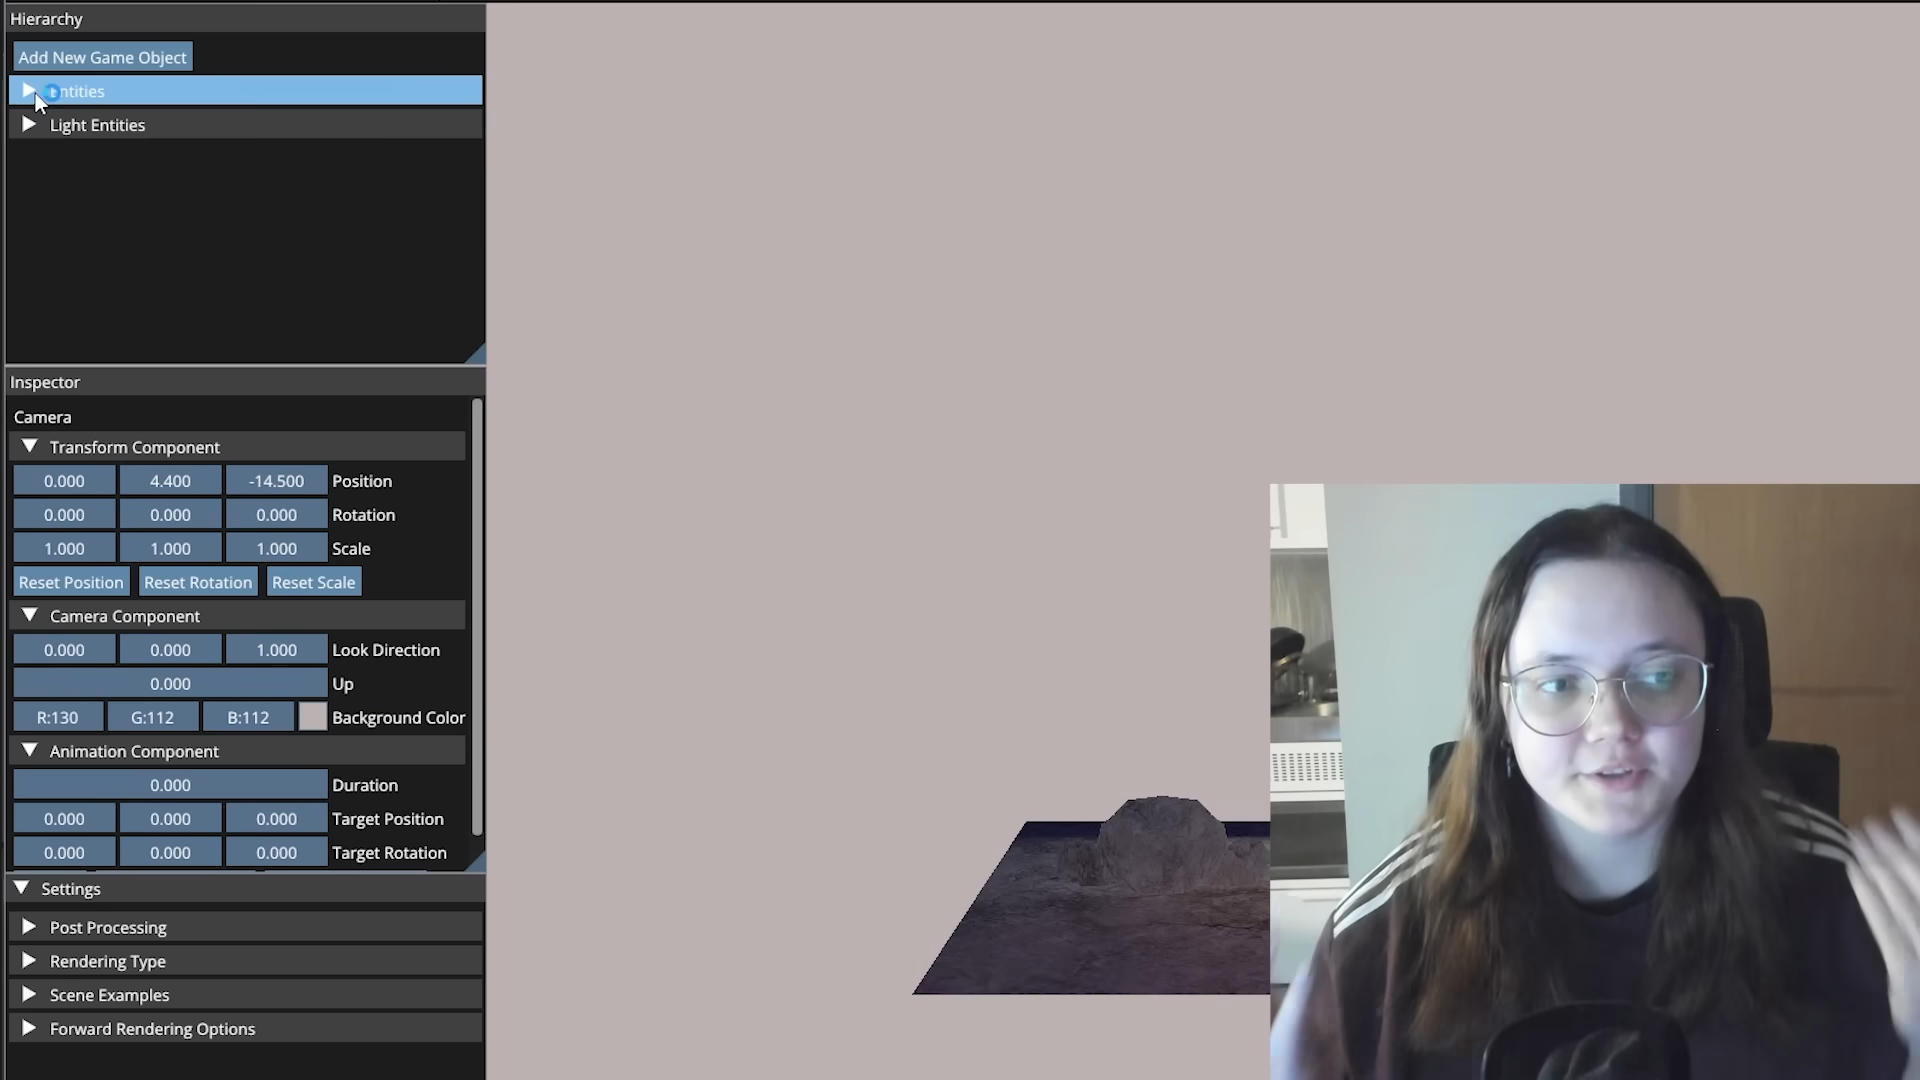 Hierarchy
Add New Game Object
Entities
Light Entities
Inspector
Camera
Transform Component
0.000 4.400 -14.500 Position
0.000 0.000 0.000 Rotation
1.000 1.000 1.000 Scale
Reset Position Reset Rotation Reset Scale
Camera Component
0.000 0.000 1.000 Look Direction
0.000 Up
R:130 G:112 B:112 Background Color
Animation Component
0.000 Duration
0.000 0.000 0.000 Target Position
0.000 0.000 0.000 Target Rotation
Settings
Post Processing
Rendering Type
Scene Examples
Forward Rendering Options